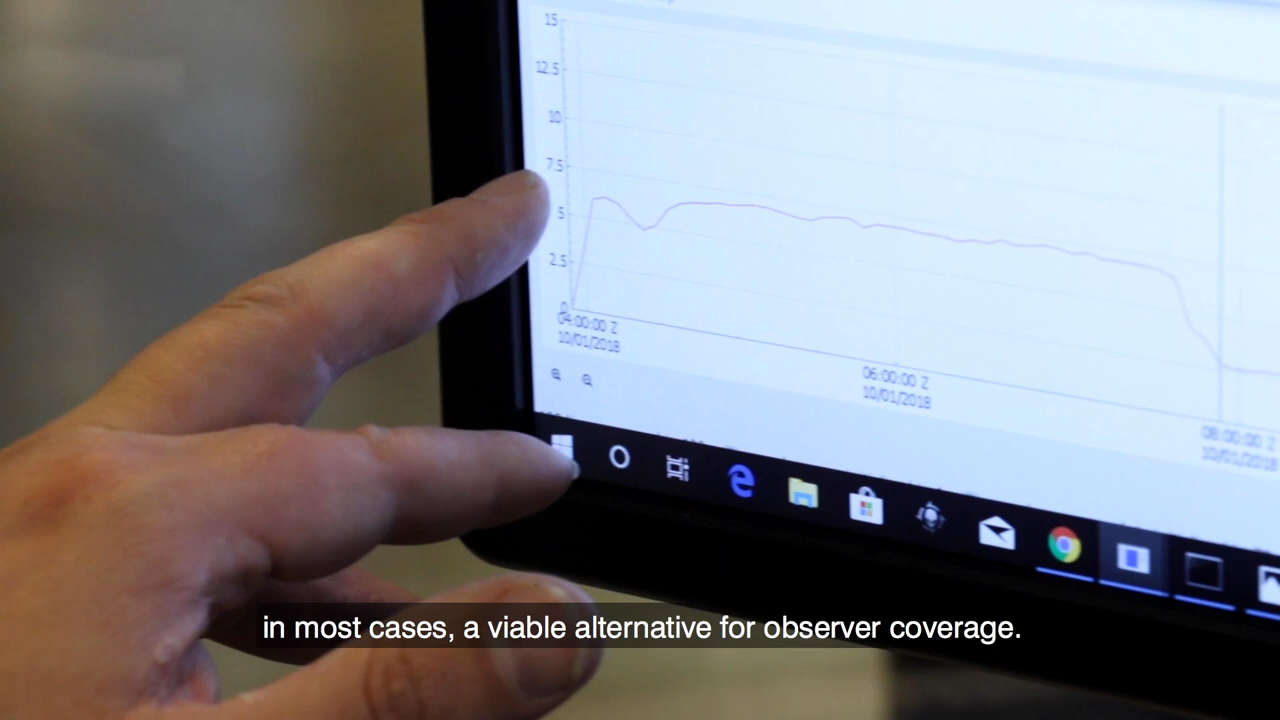 15
12.5
10
7.5
5
2.5
0
04:00:00 Z
10/01/2018
06:00:00 Z
10/01/2018
08:00:00 Z
10/01/2018
in most cases, a viable alternative for observer coverage.